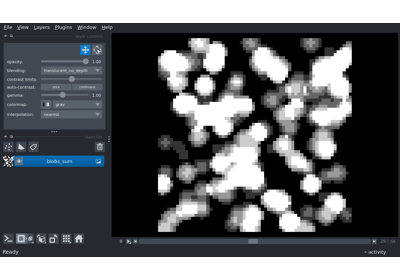 File View Layers Plugins Window Help
opacity: 1.00
blending: translucent_no_depth
contrast limits:
auto-contrast: once continuous
gamma: 1.00
colormap: gray
interpolation: nearest
blobs_sum
activity